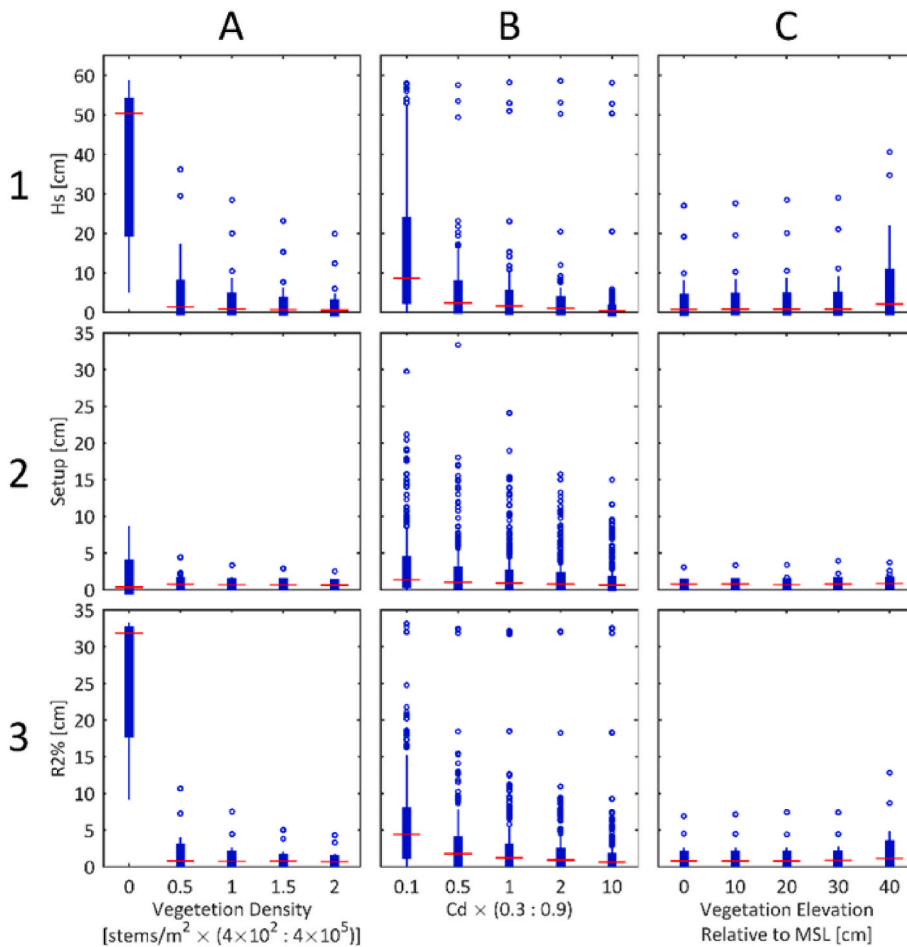 A B C
1
Hs [cm]
60
50
40
30
20
10
0
2
Setup [cm]
35
30
25
20
15
10
5
0
3
R2% [cm]
35
30
25
20
15
10
5
0
0 0.5 1 1.5 2
0.1 0.5 1 2 10
0 10 20 30 40
Vegetetion Density
[stems/m² × (4×10² : 4×10⁵)]
Cd × (0.3 : 0.9)
Vegetation Elevation
Relative to MSL [cm]